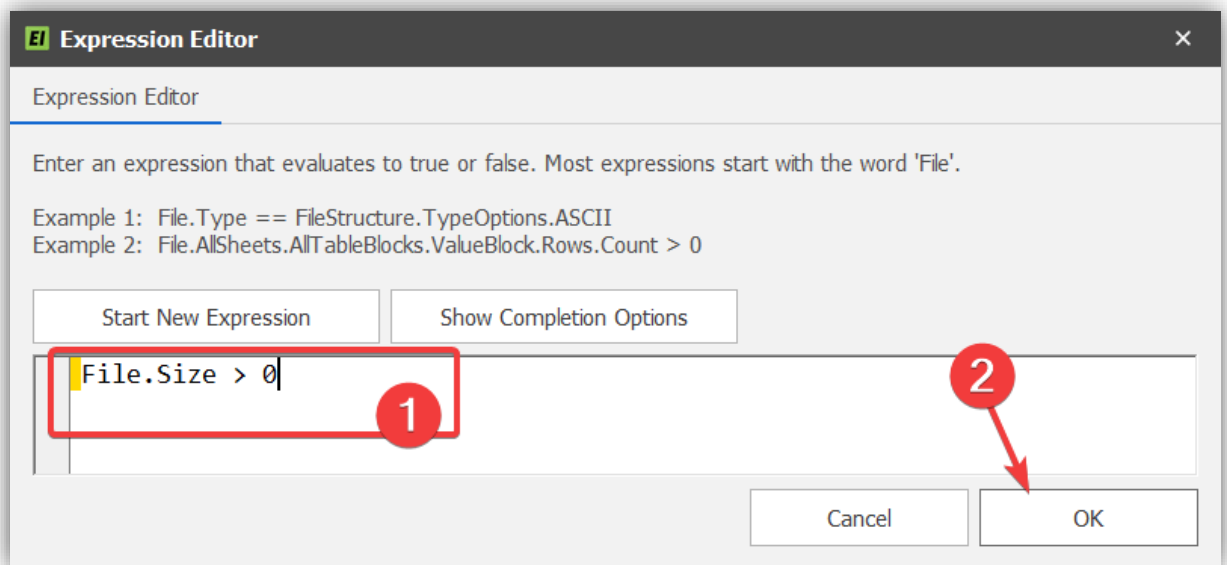 EI Expression Editor ×
Expression Editor
Enter an expression that evaluates to true or false. Most expressions start with the word 'File'.
Example 1: File.Type == FileStructure.TypeOptions.ASCII
Example 2: File.AllSheets.AllTableBlocks.ValueBlock.Rows.Count > 0
Start New Expression Show Completion Options
File.Size > 0
1
2
Cancel OK